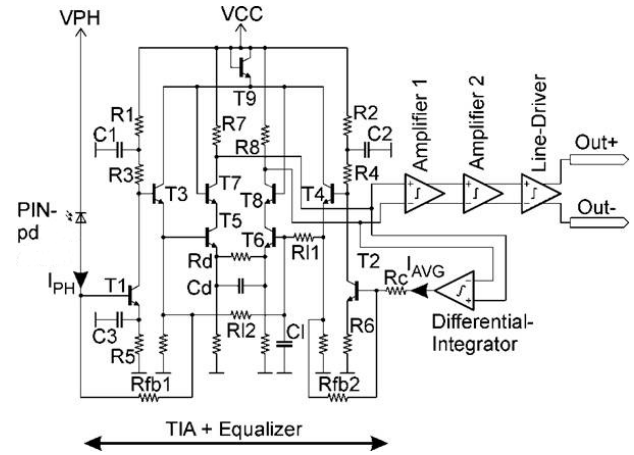 VPH
VCC
T9
R1
C1
R3
R7
R8
R2
C2
R4
T3
T7
T8
T4
T5
T6
Rl1
T2
PIN-
pd
IPH
T1
C3
R5
Rd
Cd
Rl2
Cl
Rfb1
Rfb2
R6
Rc
IAVG
Amplifier 1
Amplifier 2
Line-Driver
Out+
Out-
Differential-
Integrator
TIA + Equalizer